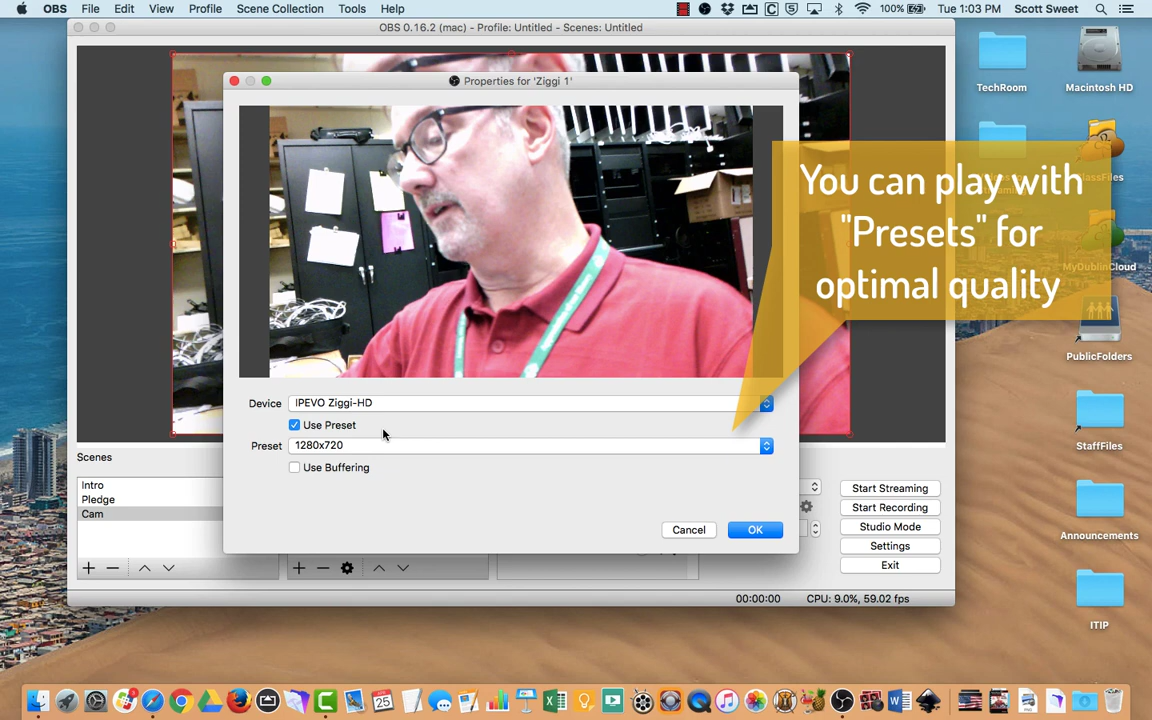 OBS File Edit View Profile Scene Collection Tools Help 100% Tue 1:03 PM Scott Sweet
OBS 0.16.2 (mac) - Profile: Untitled - Scenes: Untitled
Properties for 'Ziggi 1'
You can play with
"Presets" for
optimal quality
Device IPEVO Ziggi-HD
Use Preset
Preset 1280x720
Use Buffering
Cancel OK
Scenes
Intro
Pledge
Cam
Start Streaming
Start Recording
Studio Mode
Settings
Exit
00:00:00 CPU: 9.0%, 59.02 fps
TechRoom
Macintosh HD
MyDublinCloud
PublicFolders
StaffFiles
Announcements
ITIP